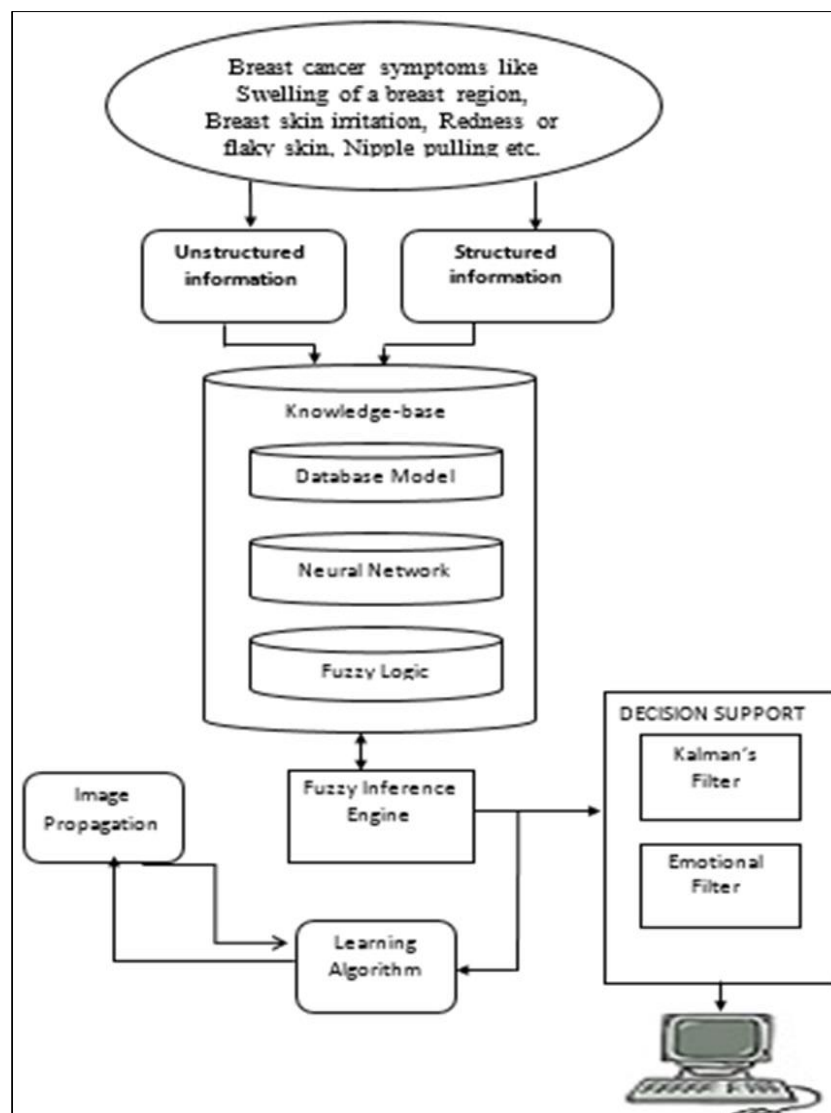 Breast cancer symptoms like
Swelling of a breast region,
Breast skin irritation, Redness or
flaky skin, Nipple pulling etc.
Unstructured
information
Structured
information
Knowledge-base
Database Model
Neural Network
Fuzzy Logic
DECISION SUPPORT
Kalman's
Filter
Emotional
Filter
Fuzzy Inference
Engine
Image
Propagation
Learning
Algorithm